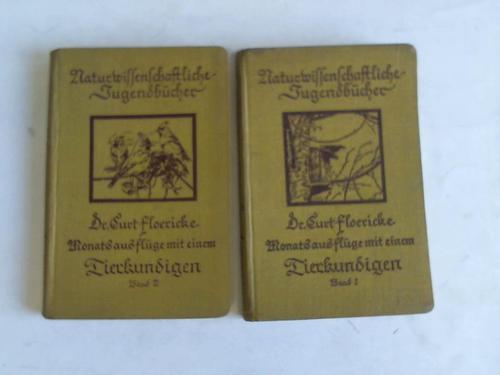 Naturwissenschaftliche
Jugendbücher
Dr. Curt Floericke
Monatsausflüge mit einem
Tierkundigen
Band II
Naturwissenschaftliche
Jugendbücher
Dr. Curt Floericke
Monatsausflüge mit einem
Tierkundigen
Band I